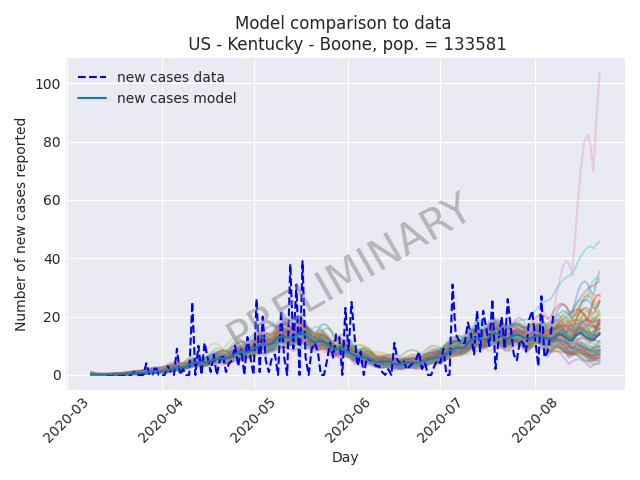 Model comparison to data
US - Kentucky - Boone, pop. = 133581
new cases data
new cases model
PRELIMINARY
Number of new cases reported
100
80
60
40
20
0
2020-03
2020-04
2020-05
2020-06
2020-07
2020-08
Day